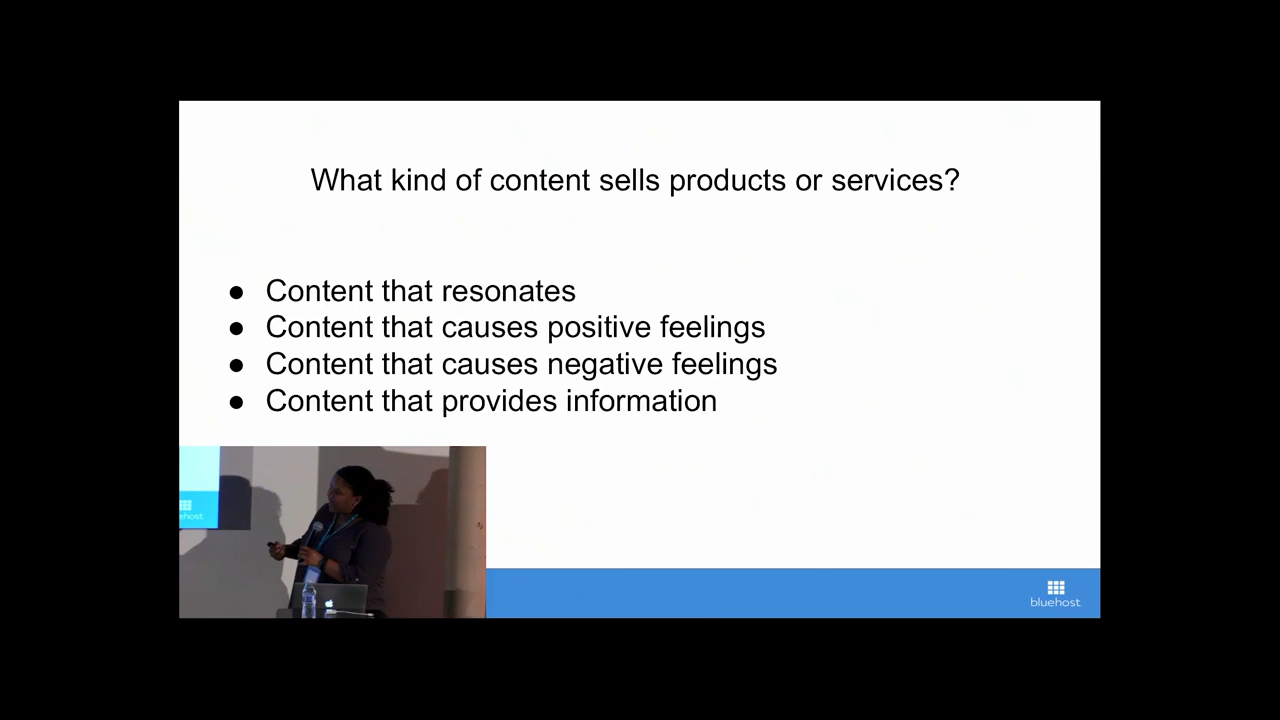 What kind of content sells products or services?
● Content that resonates
● Content that causes positive feelings
● Content that causes negative feelings
● Content that provides information
ehost
bluehost